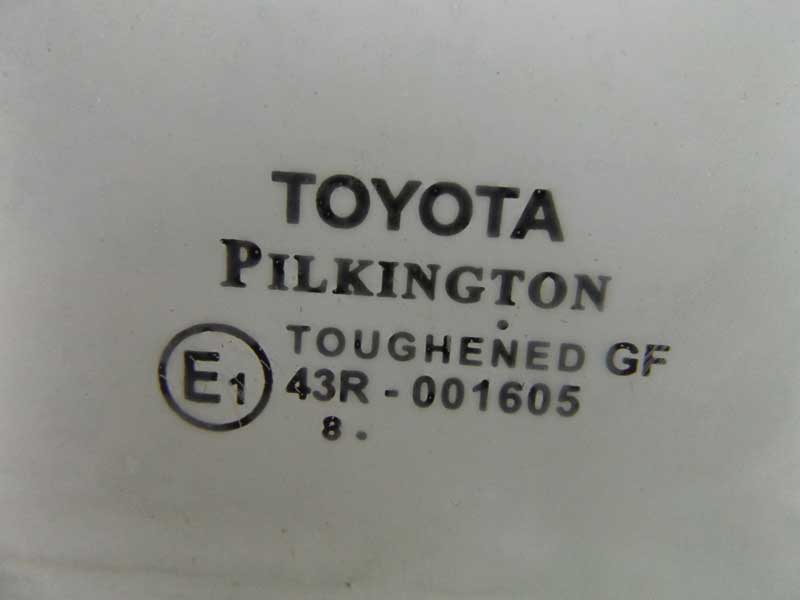 TOYOTA
PILKINGTON
TOUGHENED GF
E1 43R - 001605
8 .